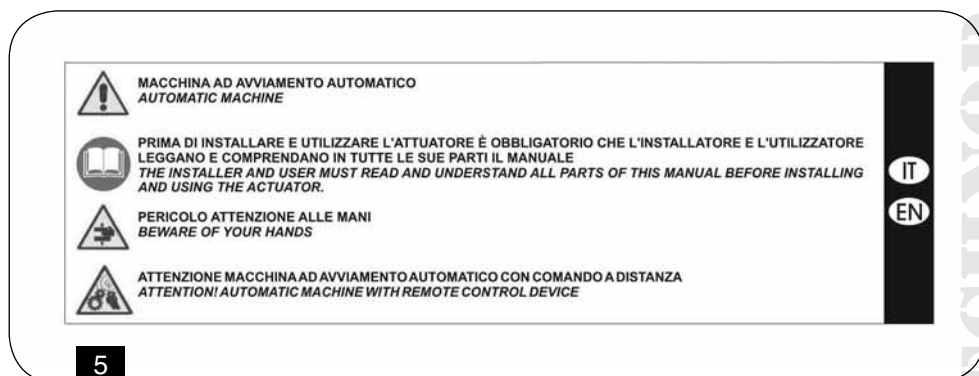 MACCHINA AD AVVIAMENTO AUTOMATICO
AUTOMATIC MACHINE
PRIMA DI INSTALLARE E UTILIZZARE L'ATTUATORE È OBBLIGATORIO CHE L'INSTALLATORE E L'UTILIZZATORE
LEGGANO E COMPRENDANO IN TUTTE LE SUE PARTI IL MANUALE
THE INSTALLER AND USER MUST READ AND UNDERSTAND ALL PARTS OF THIS MANUAL BEFORE INSTALLING
AND USING THE ACTUATOR.
PERICOLO ATTENZIONE ALLE MANI
BEWARE OF YOUR HANDS
ATTENZIONE MACCHINA AD AVVIAMENTO AUTOMATICO CON COMANDO A DISTANZA
ATTENTION! AUTOMATIC MACHINE WITH REMOTE CONTROL DEVICE
IT
EN
5